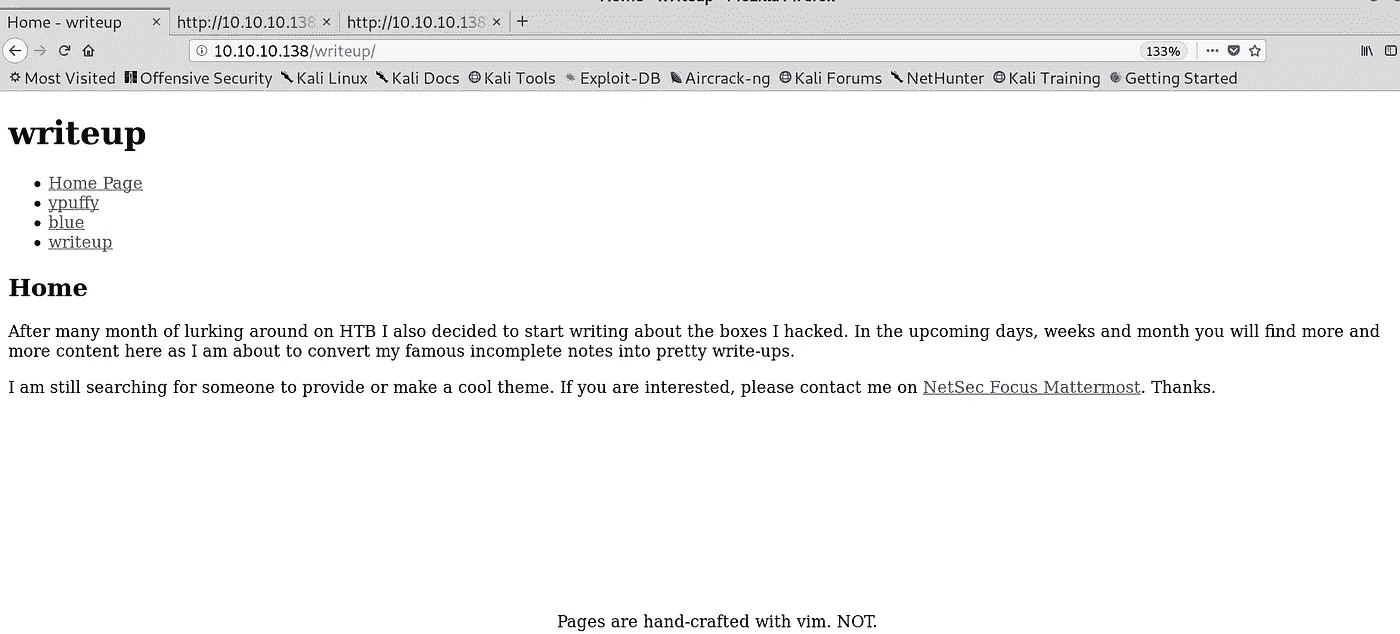 Home - writeup
http://10.10.10.138
http://10.10.10.138
10.10.10.138/writeup/
133%
Most Visited Offensive Security Kali Linux Kali Docs Kali Tools Exploit-DB Aircrack-ng Kali Forums NetHunter Kali Training Getting Started
writeup
Home Page
ypuffy
blue
writeup
Home
After many month of lurking around on HTB I also decided to start writing about the boxes I hacked. In the upcoming days, weeks and month you will find more and
more content here as I am about to convert my famous incomplete notes into pretty write-ups.
I am still searching for someone to provide or make a cool theme. If you are interested, please contact me on NetSec Focus Mattermost. Thanks.
Pages are hand-crafted with vim. NOT.